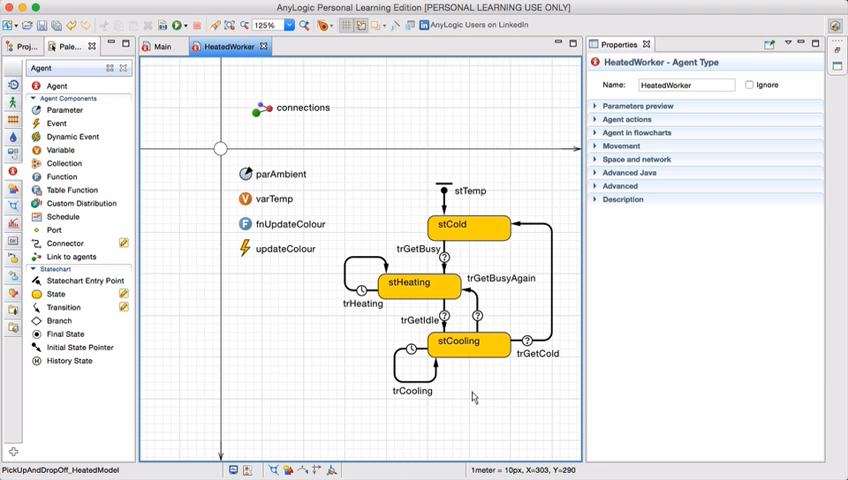 AnyLogic Personal Learning Edition [PERSONAL LEARNING USE ONLY]
125%
AnyLogic Users on LinkedIn
Proj...
Pale...
Main
HeatedWorker
Properties
Agent
Agent
Agent Components
Parameter
Event
Dynamic Event
Variable
Collection
Function
Table Function
Custom Distribution
Schedule
Port
Connector
Link to agents
Statechart
Statechart Entry Point
State
Transition
Branch
Final State
Initial State Pointer
History State
connections
parAmbient
varTemp
fnUpdateColour
updateColour
stTemp
stCold
trGetBusy
stHeating
trGetBusyAgain
trHeating
trGetIdle
stCooling
trGetCold
trCooling
HeatedWorker - Agent Type
Name:
HeatedWorker
Ignore
Parameters preview
Agent actions
Agent in flowcharts
Movement
Space and network
Advanced Java
Advanced
Description
PickUpAndDropOff_HeatedModel
1meter = 10px, X=303, Y=290